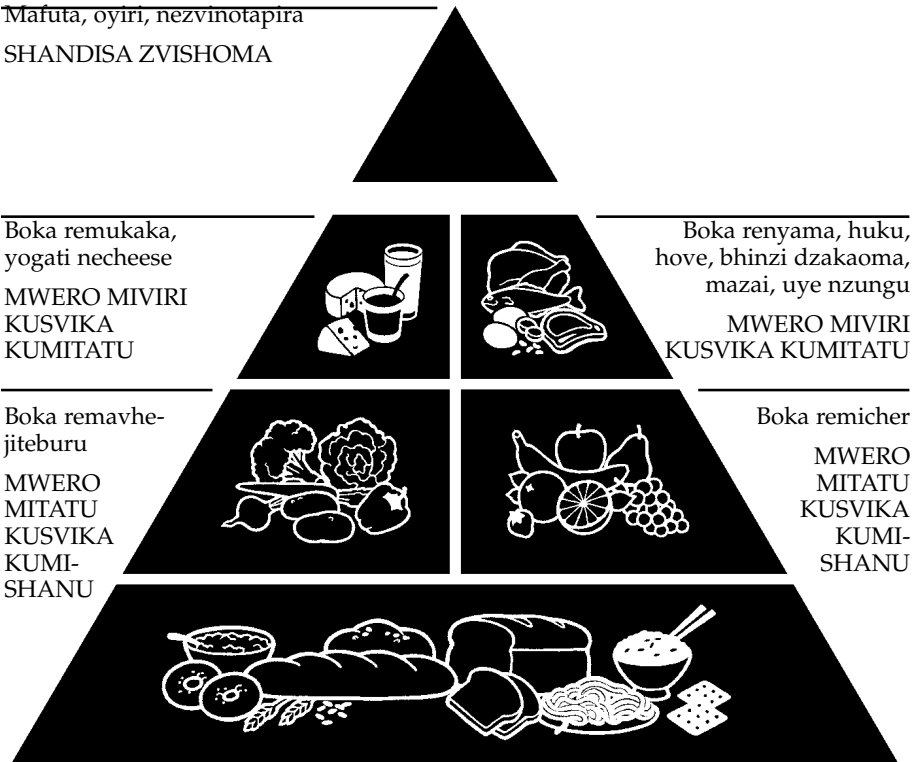 Mafuta, oyiri, nezvinotapira
SHANDISA ZVISHOMA
Boka remukaka,
yogati necheese
MWERO MIVIRI
KUSVIKA
KUMITATU
Boka renyama, huku,
hove, bhinzi dzakaoma,
mazai, uye nzungu
MWERO MIVIRI
KUSVIKA KUMITATU
Boka remavhe-
jiteburu
MWERO
MITATU
KUSVIKA
KUMI-
SHANU
Boka remicher
MWERO
MITATU
KUSVIKA
KUMI-
SHANU